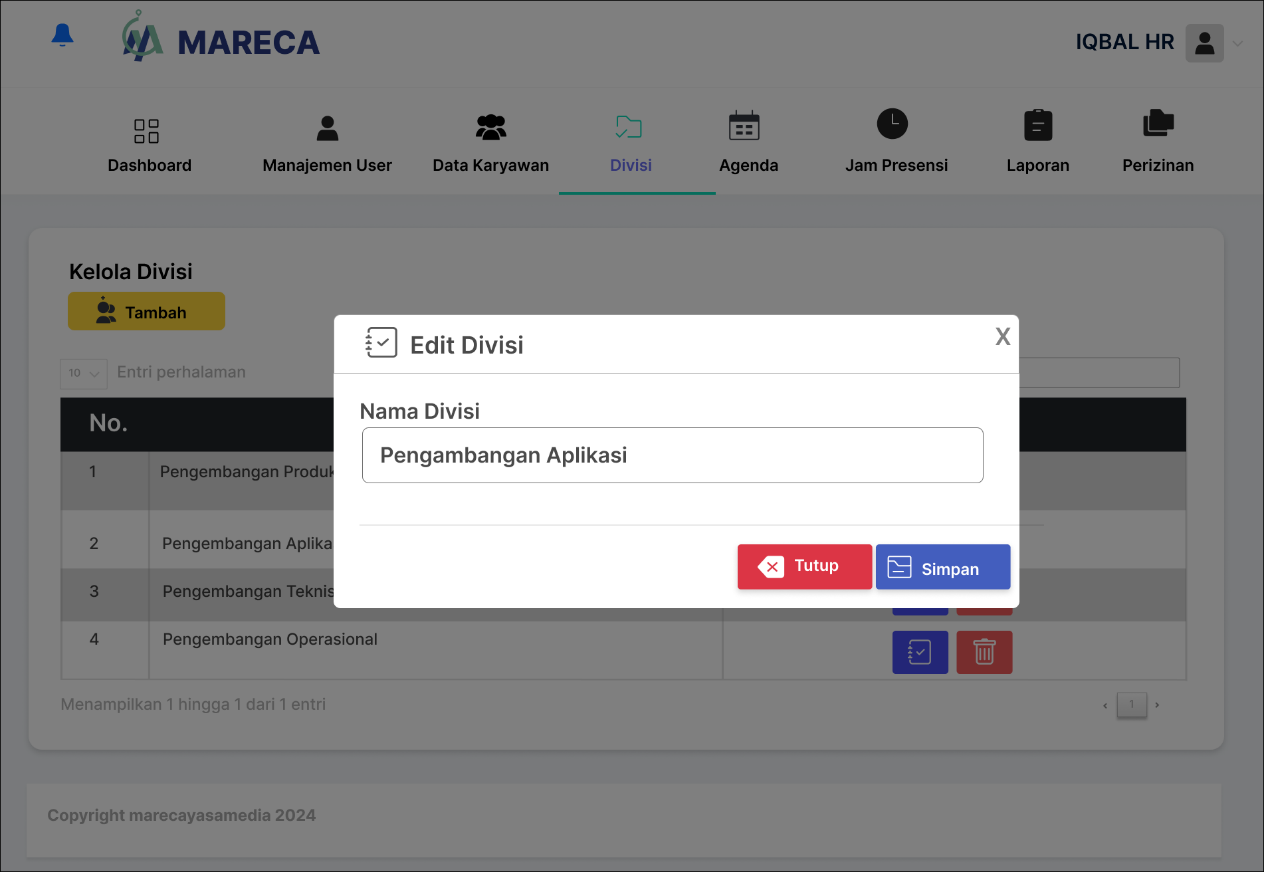 MARECA
IQBAL HR
Dashboard
Manajemen User
Data Karyawan
Divisi
Agenda
Jam Presensi
Laporan
Perizinan
Kelola Divisi
Tambah
10
Entri perhalaman
Edit Divisi
X
Nama Divisi
Pengambangan Aplikasi
Tutup
Simpan
No.
1 Pengembangan Produk
2 Pengembangan Aplika
3 Pengembangan Teknis
4 Pengembangan Operasional
Menampilkan 1 hingga 1 dari 1 entri
‹ 1 ›
Copyright marecayasamedia 2024